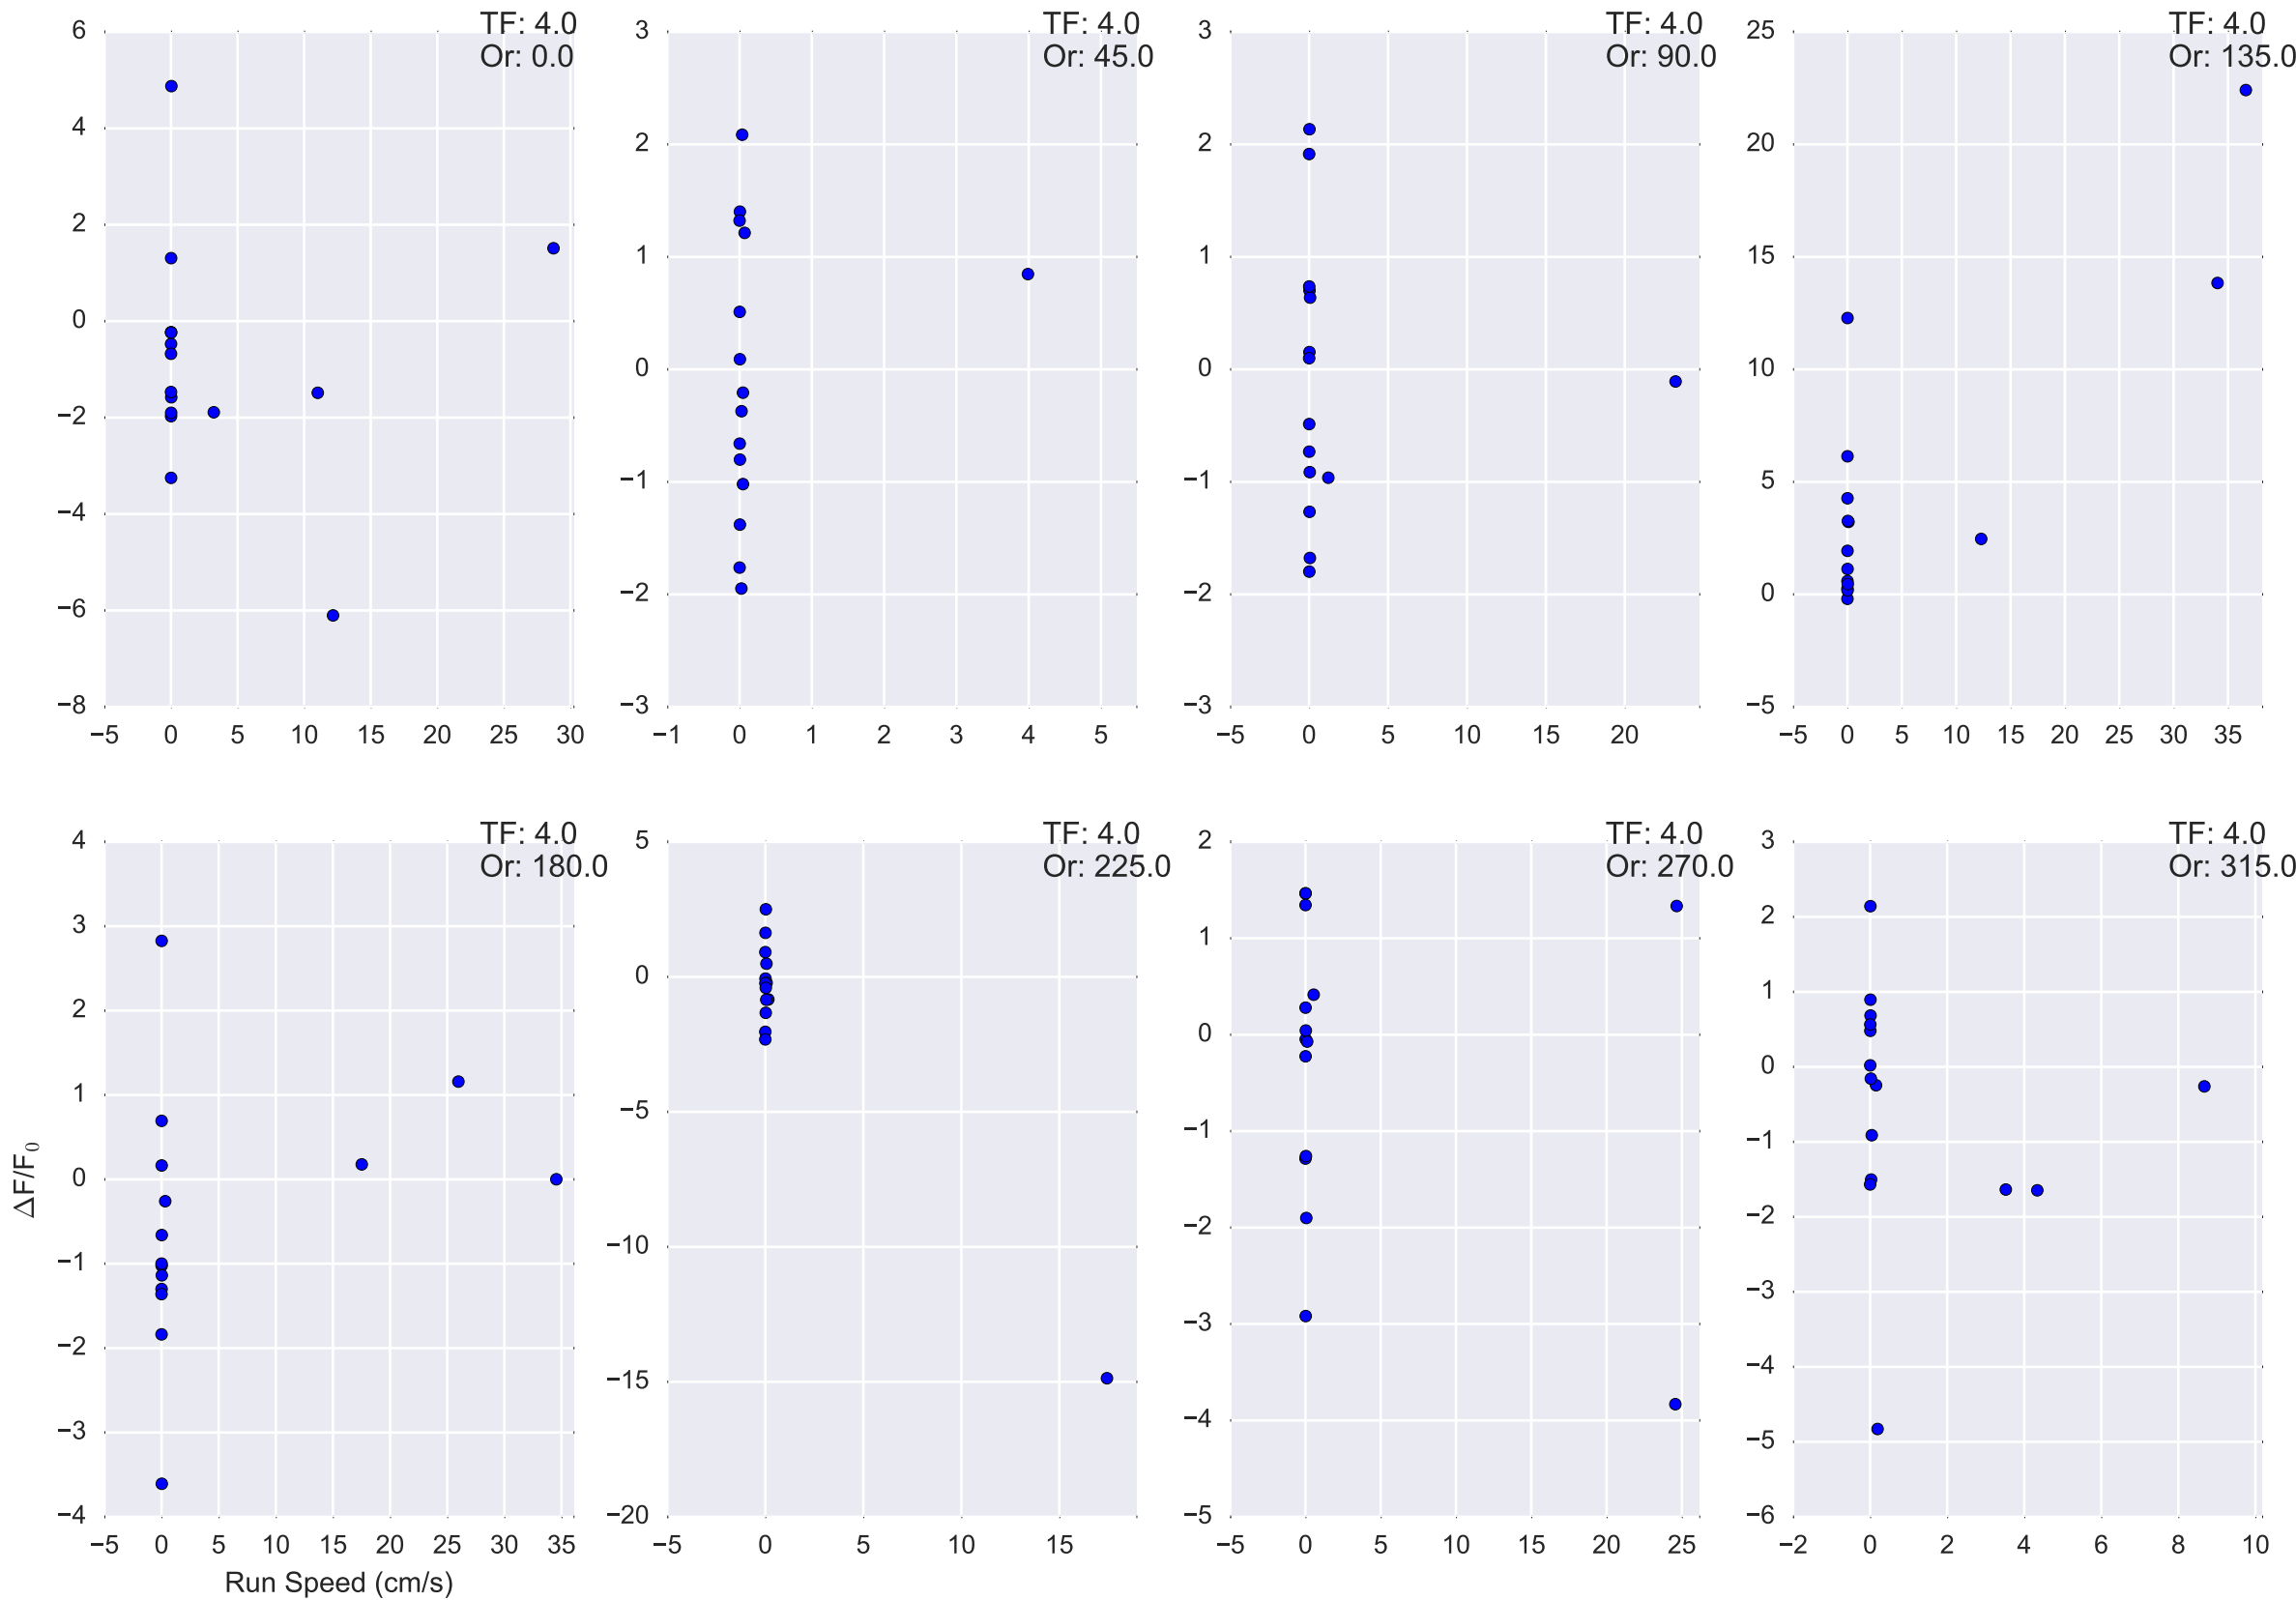 TF: 4.0
Or: 0.0
6
4
2
0
−2
−4
−6
−8
−5 0 5 10 15 20 25 30
TF: 4.0
Or: 45.0
3
2
1
0
−1
−2
−3
−1 0 1 2 3 4 5
TF: 4.0
Or: 90.0
3
2
1
0
−1
−2
−3
−5 0 5 10 15 20
TF: 4.0
Or: 135.0
25
20
15
10
5
0
−5
−5 0 5 10 15 20 25 30 35
TF: 4.0
Or: 180.0
4
3
2
1
0
−1
−2
−3
−4
ΔF/F₀
−5 0 5 10 15 20 25 30 35
Run Speed (cm/s)
TF: 4.0
Or: 225.0
5
0
−5
−10
−15
−20
−5 0 5 10 15
TF: 4.0
Or: 270.0
2
1
0
−1
−2
−3
−4
−5
−5 0 5 10 15 20 25
TF: 4.0
Or: 315.0
3
2
1
0
−1
−2
−3
−4
−5
−6
−2 0 2 4 6 8 10